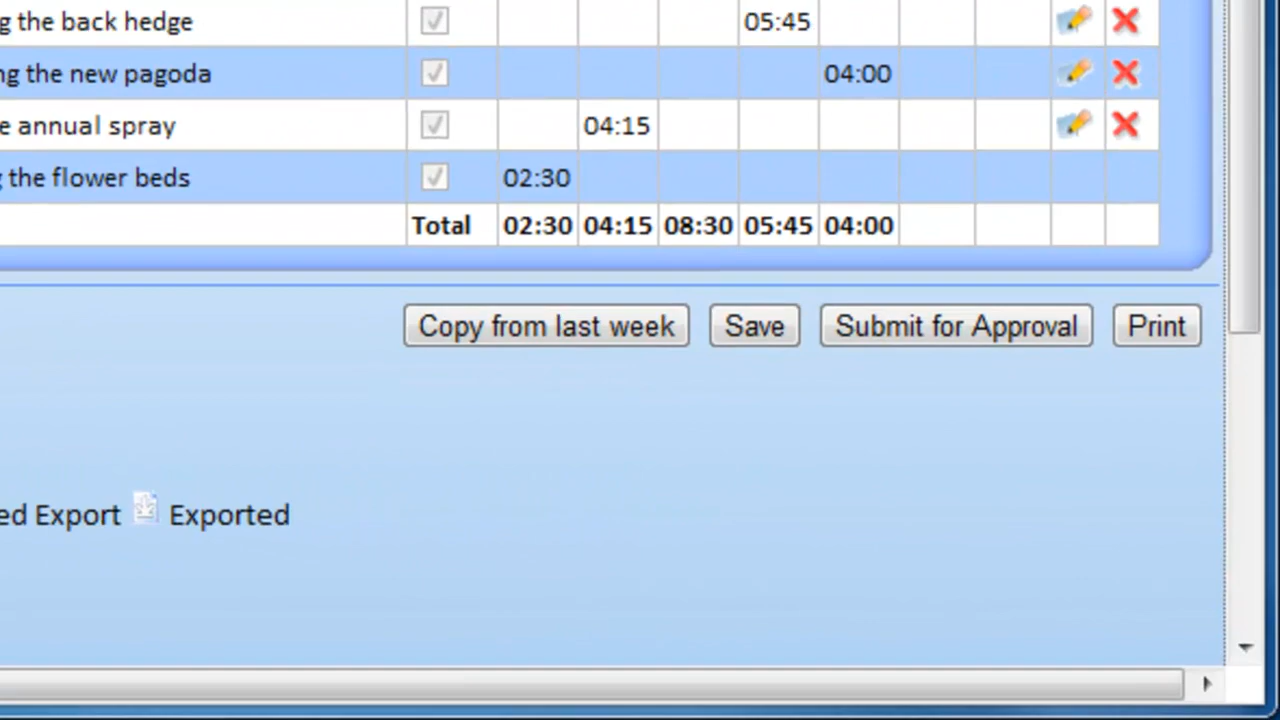 g the back hedge 05:45
ng the new pagoda 04:00
e annual spray 04:15
g the flower beds 02:30
Total 02:30 04:15 08:30 05:45 04:00
Copy from last week Save Submit for Approval Print
ed Export Exported